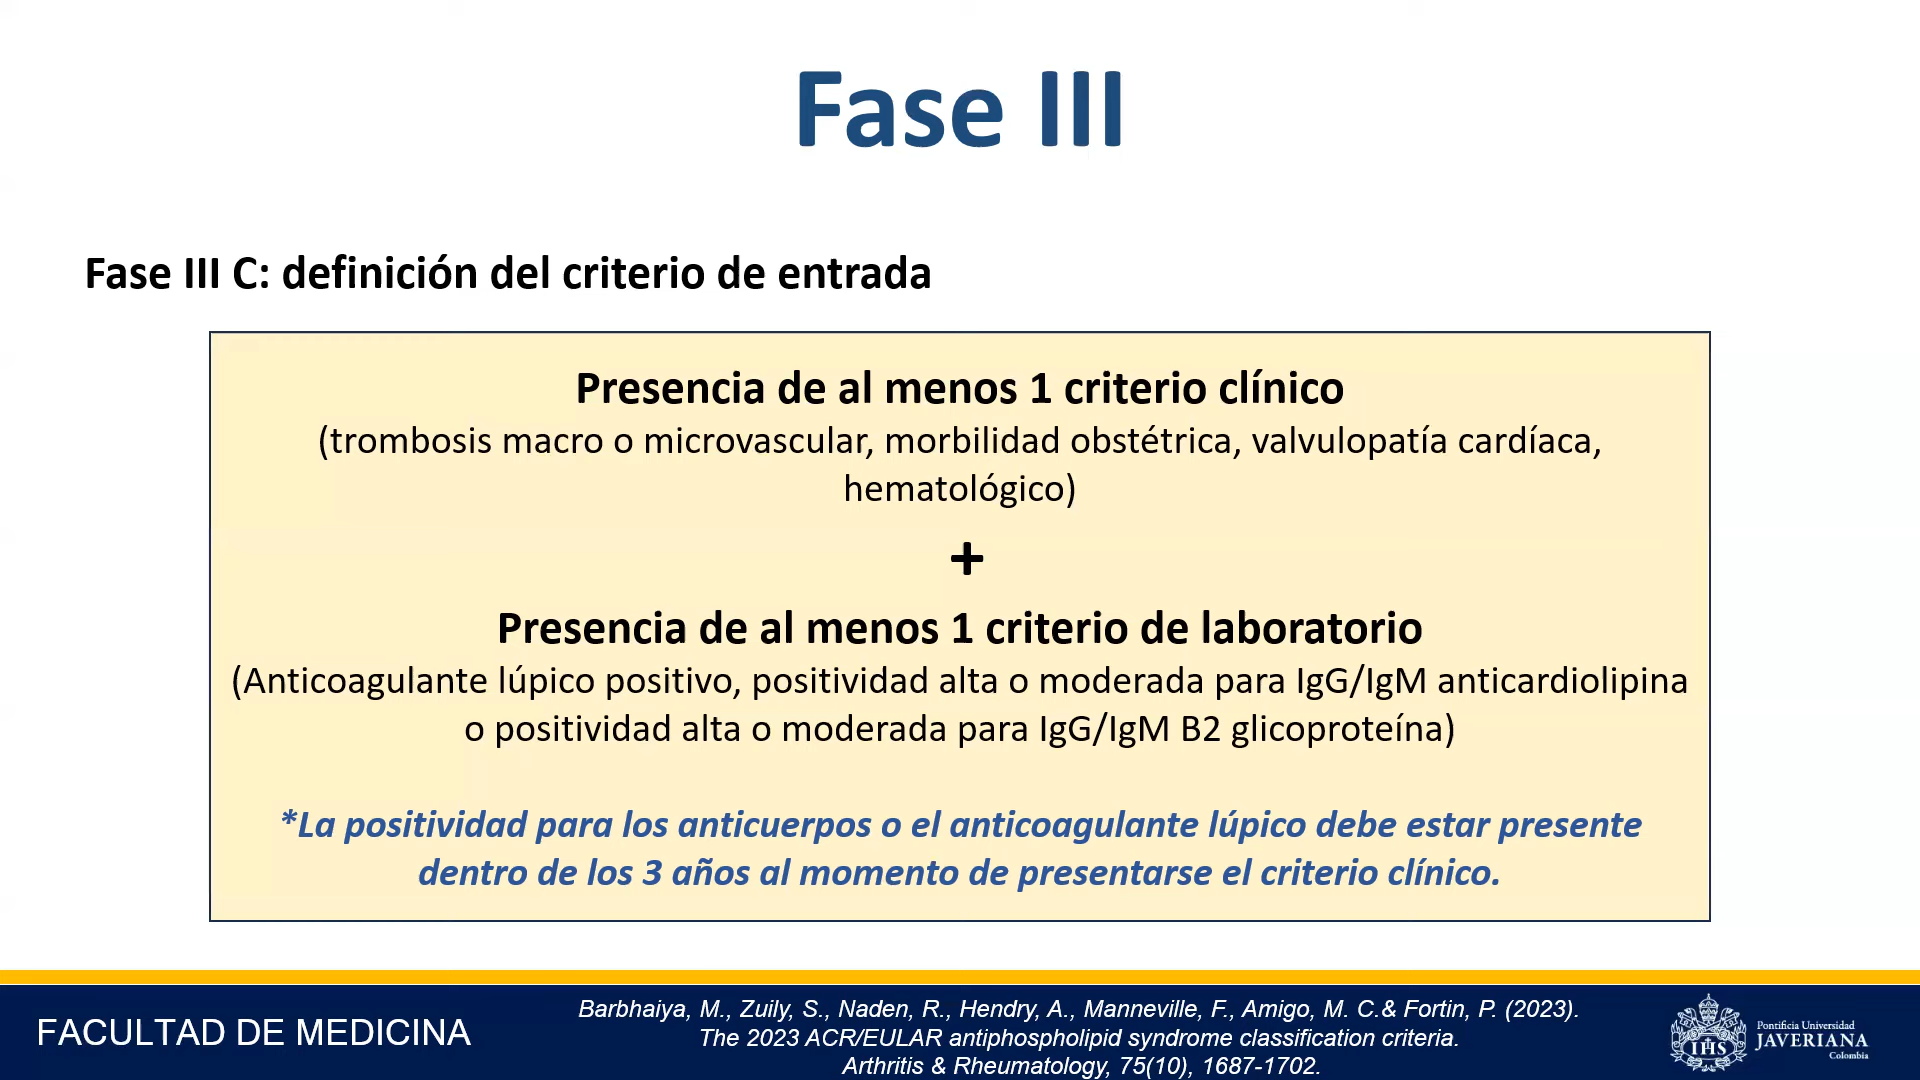 Fase III
Fase III C: definición del criterio de entrada
Presencia de al menos 1 criterio clínico
(trombosis macro o microvascular, morbilidad obstétrica, valvulopatía cardíaca,
hematológico)
+
Presencia de al menos 1 criterio de laboratorio
(Anticoagulante lúpico positivo, positividad alta o moderada para IgG/IgM anticardiolipina
o positividad alta o moderada para IgG/IgM B2 glicoproteína)
*La positividad para los anticuerpos o el anticoagulante lúpico debe estar presente
dentro de los 3 años al momento de presentarse el criterio clínico.
FACULTAD DE MEDICINA
Barbhaiya, M., Zuily, S., Naden, R., Hendry, A., Manneville, F., Amigo, M. C.& Fortin, P. (2023).
The 2023 ACR/EULAR antiphospholipid syndrome classification criteria.
Arthritis & Rheumatology, 75(10), 1687-1702.
IHS
Pontificia Universidad
JAVERIANA
Colombia